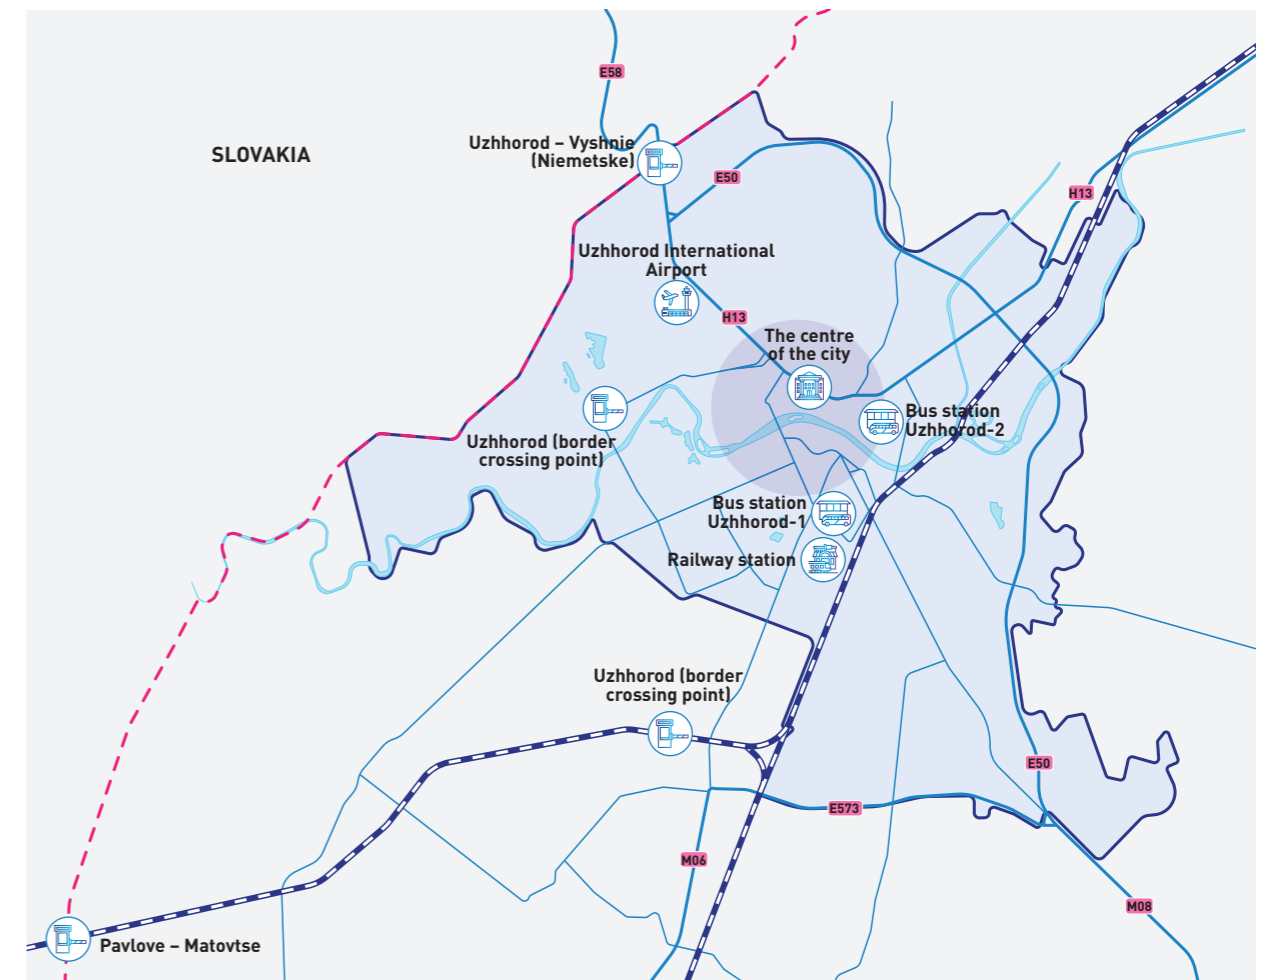 E58
SLOVAKIA
Uzhhorod – Vyshnie
(Niemetske)
E50
H13
Uzhhorod International
Airport
H13
The centre
of the city
Bus station
Uzhhorod-2
Uzhhorod (border
crossing point)
Bus station
Uzhhorod-1
Railway station
Uzhhorod (border
crossing point)
E50
E573
M06
M08
Pavlove – Matovtse